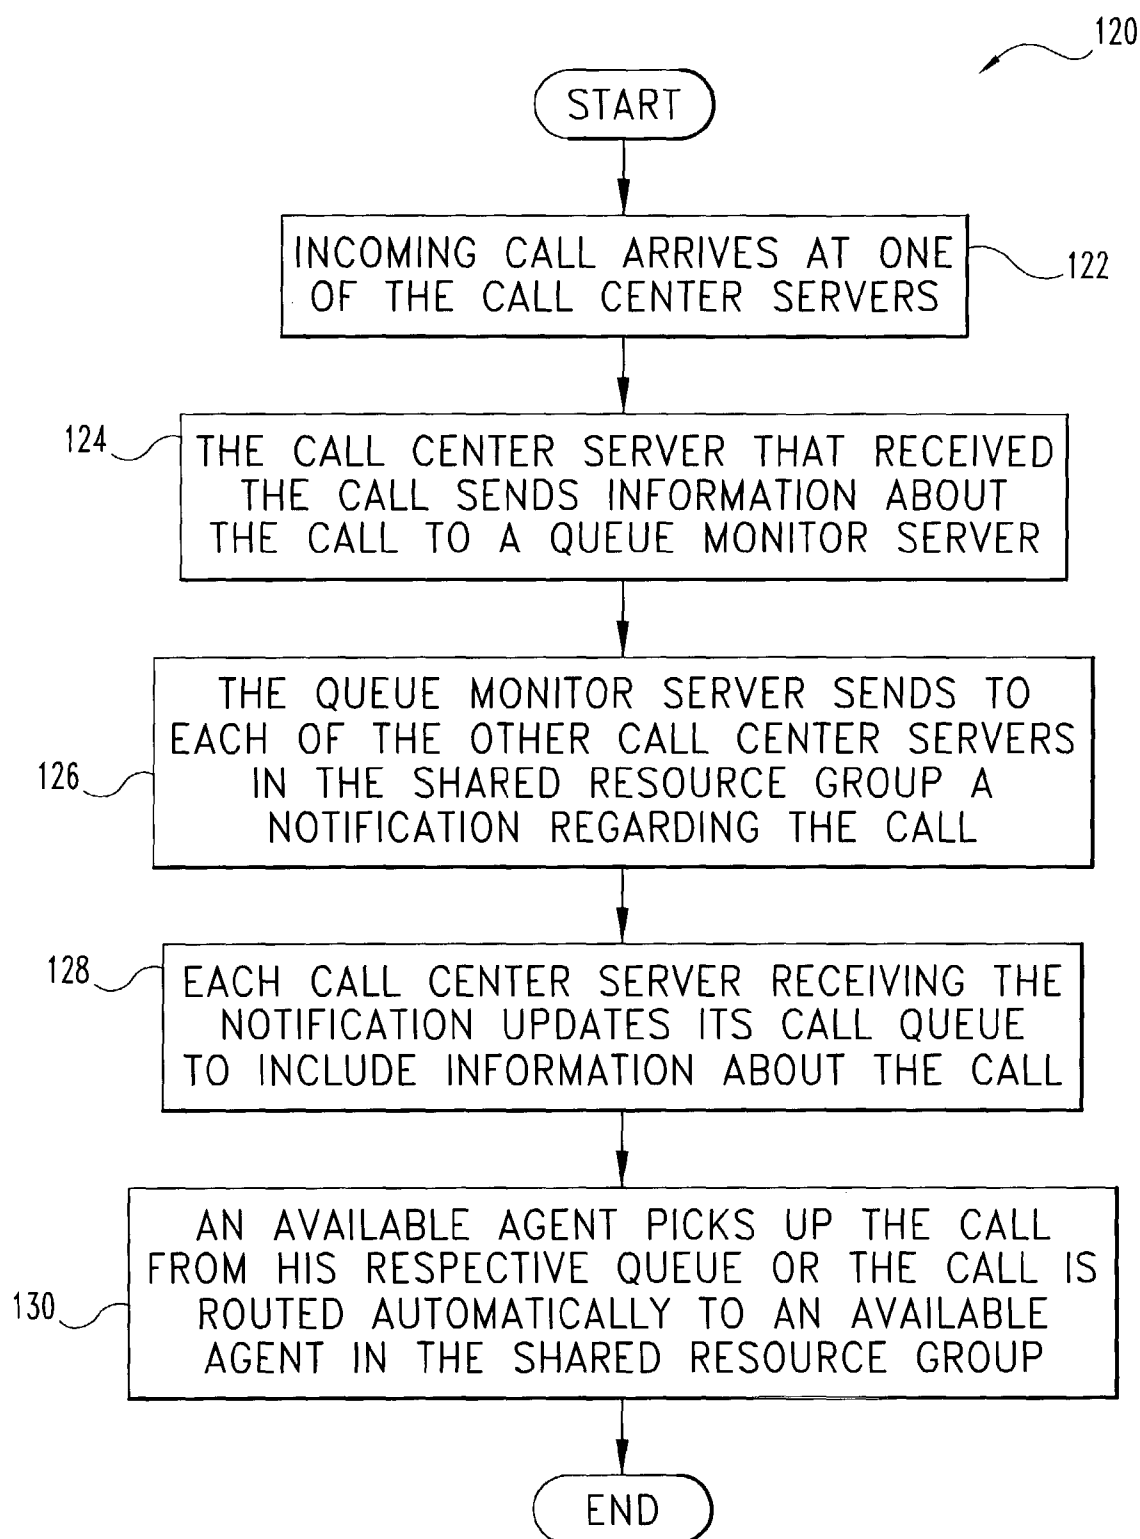 120
START
INCOMING CALL ARRIVES AT ONE
OF THE CALL CENTER SERVERS
122
124
THE CALL CENTER SERVER THAT RECEIVED
THE CALL SENDS INFORMATION ABOUT
THE CALL TO A QUEUE MONITOR SERVER
THE QUEUE MONITOR SERVER SENDS TO
EACH OF THE OTHER CALL CENTER SERVERS
IN THE SHARED RESOURCE GROUP A
NOTIFICATION REGARDING THE CALL
126
128
EACH CALL CENTER SERVER RECEIVING THE
NOTIFICATION UPDATES ITS CALL QUEUE
TO INCLUDE INFORMATION ABOUT THE CALL
AN AVAILABLE AGENT PICKS UP THE CALL
FROM HIS RESPECTIVE QUEUE OR THE CALL IS
ROUTED AUTOMATICALLY TO AN AVAILABLE
AGENT IN THE SHARED RESOURCE GROUP
130
END